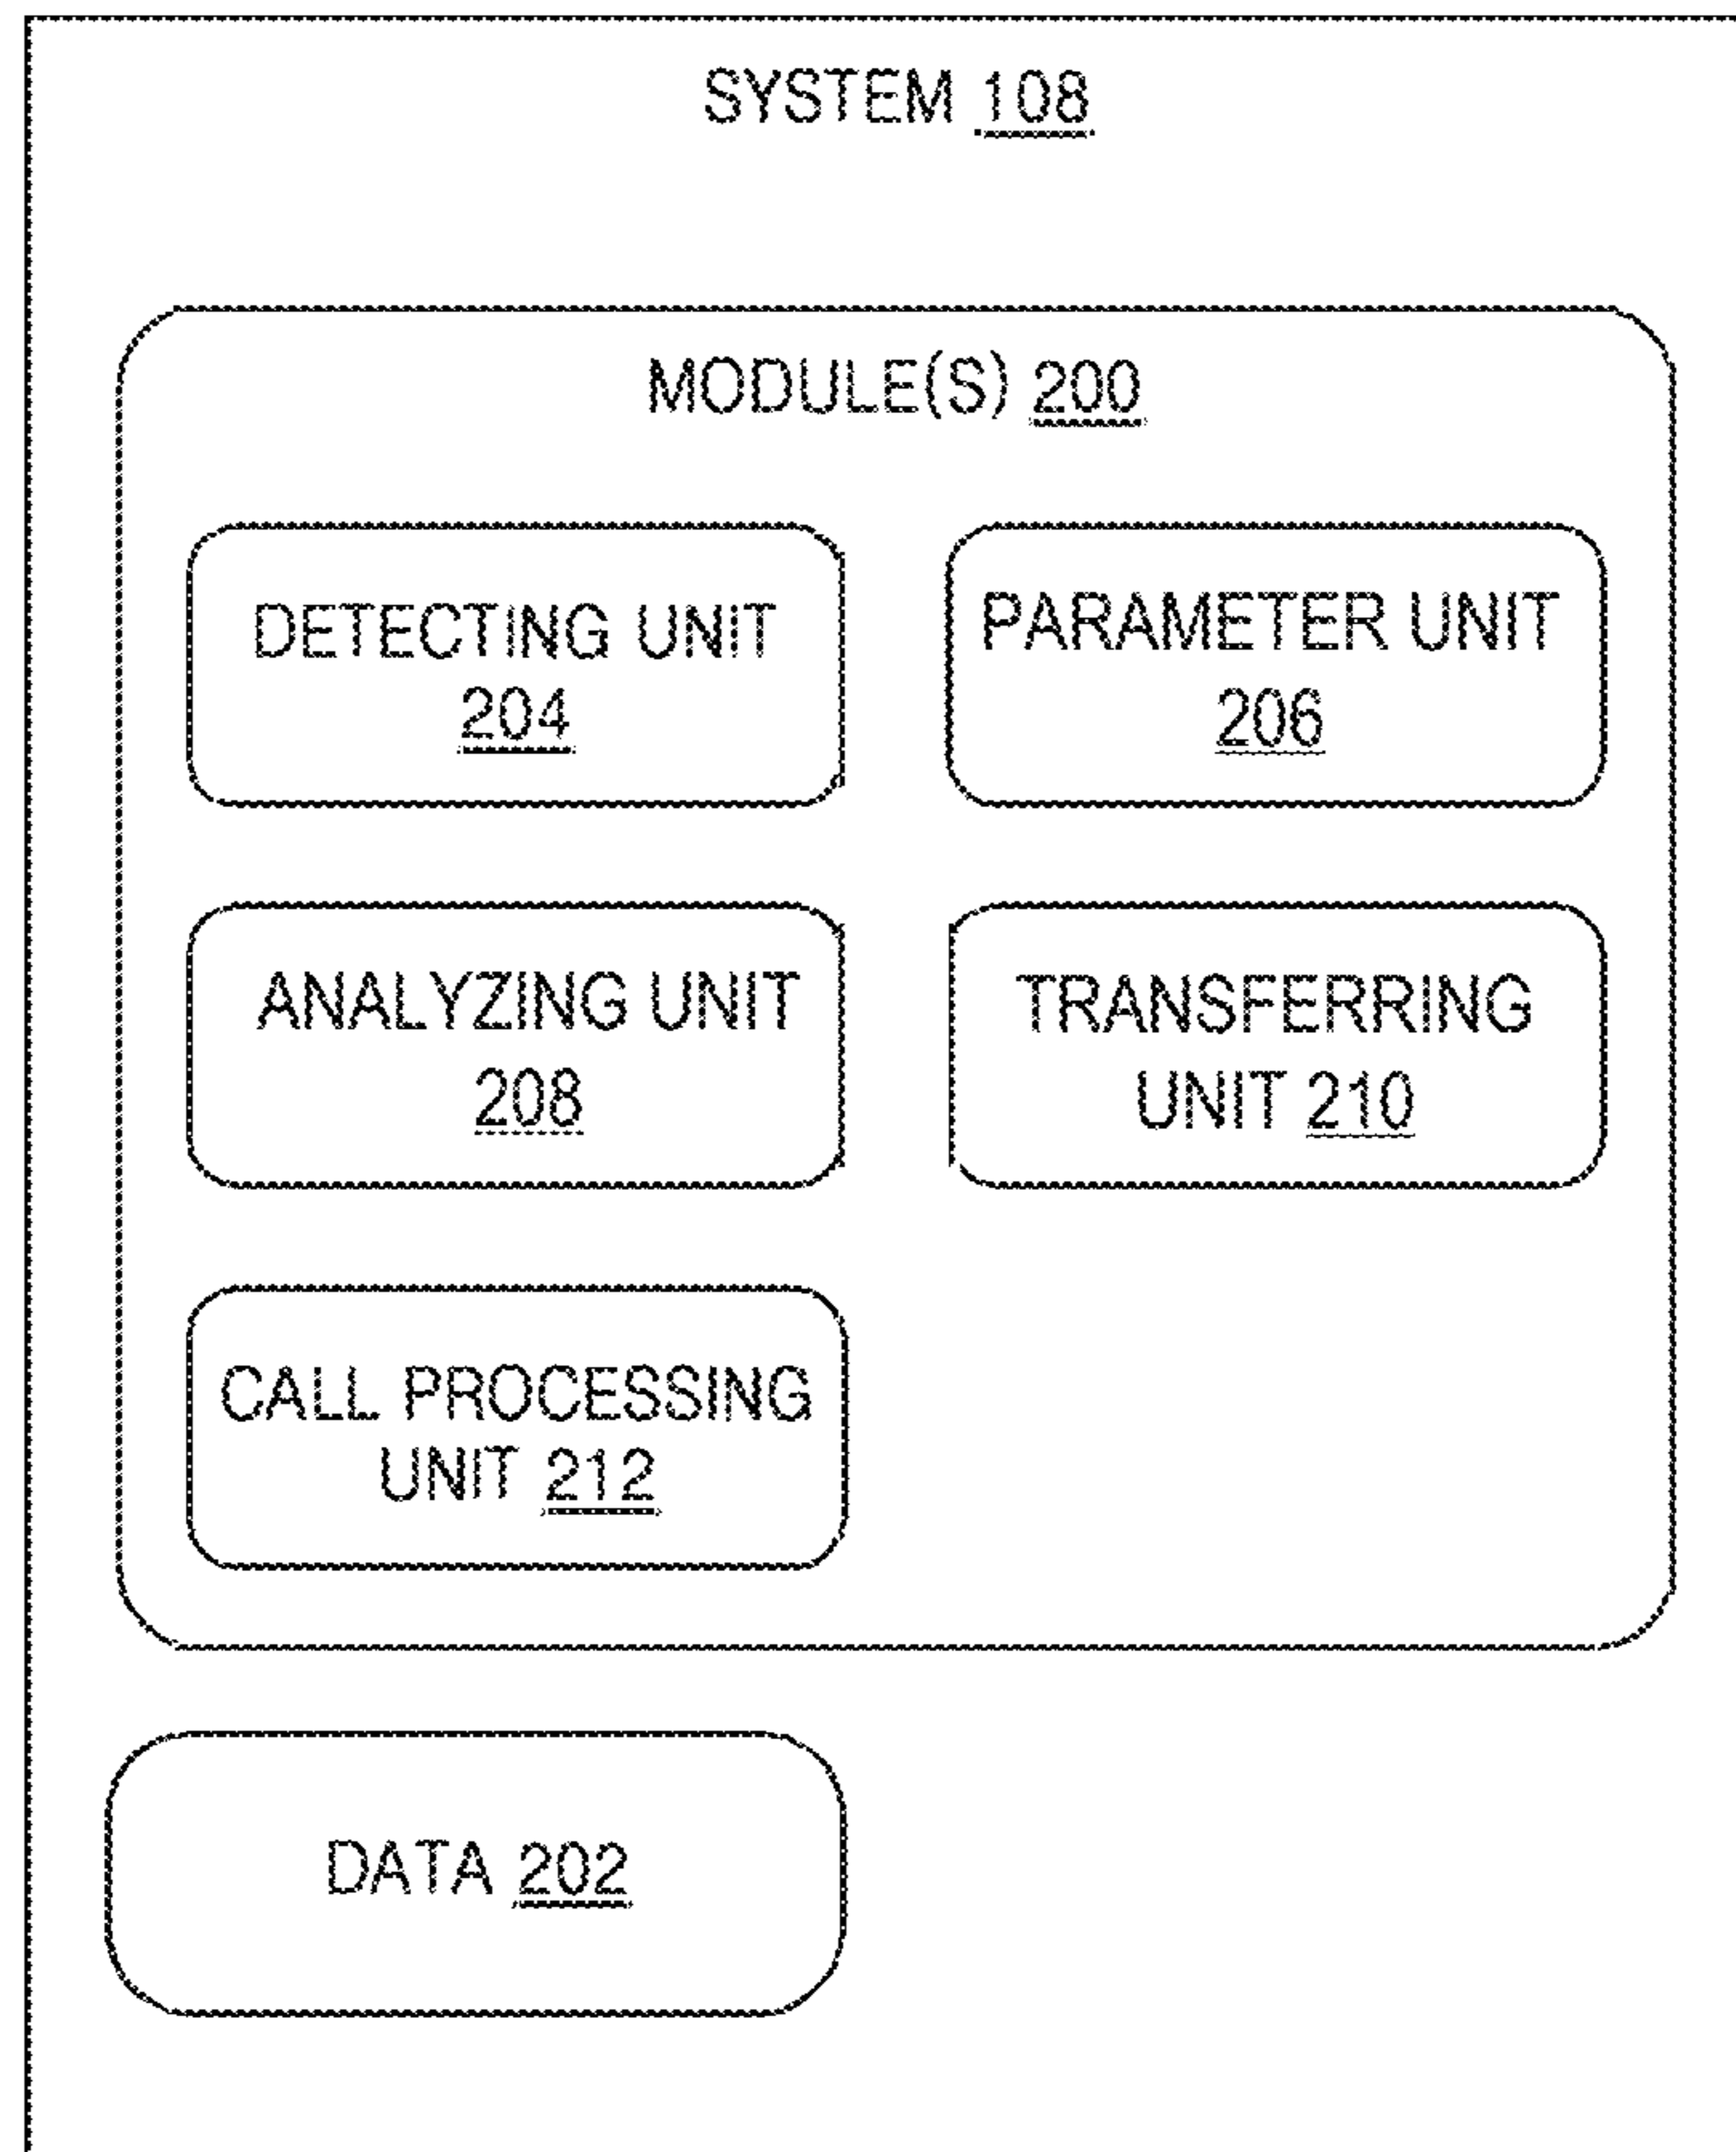 SYSTEM 108
MODULE(S) 200
DETECTING UNIT
204
PARAMETER UNIT
206
ANALYZING UNIT
208
TRANSFERRING
UNIT 210
CALL PROCESSING
UNIT 212
DATA 202